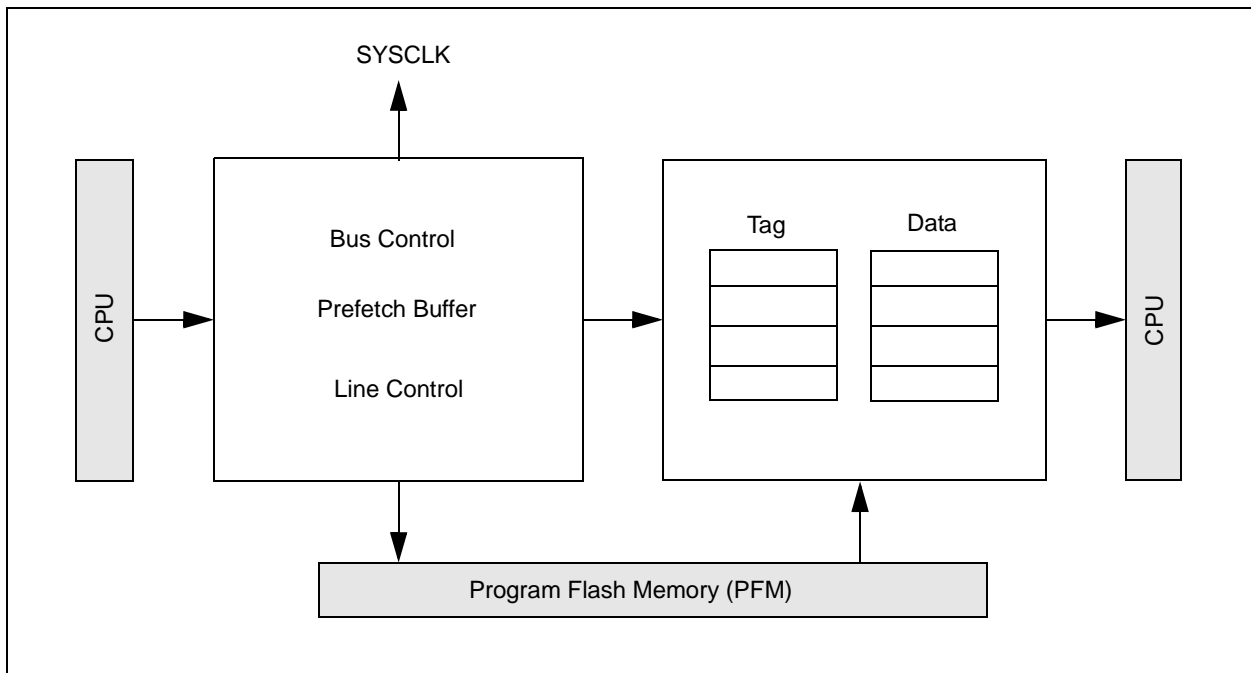 SYSCLK
CPU
Bus Control
Prefetch Buffer
Line Control
Tag
Data
CPU
Program Flash Memory (PFM)